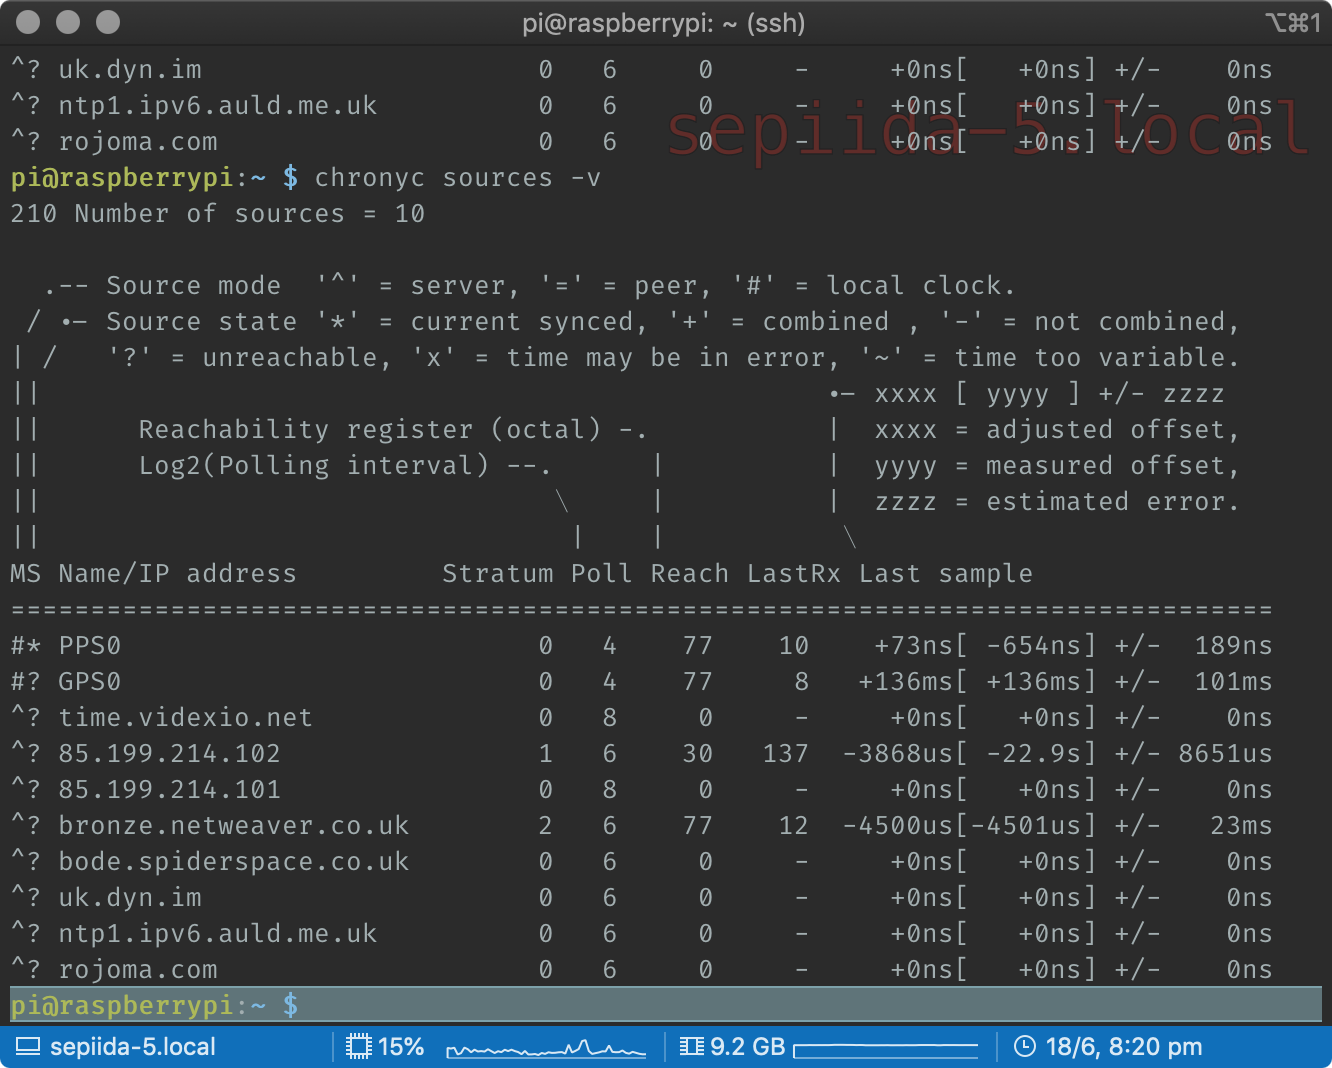 pi@raspberrypi: ~ (ssh) ⌥⌘1
^? uk.dyn.im                     0   6     0     -     +0ns[   +0ns] +/-    0ns
^? ntp1.ipv6.auld.me.uk          0   6     0     -     +0ns[   +0ns] +/-    0ns
sepiida-5.local
^? rojoma.com                    0   6     0     -     +0ns[   +0ns] +/-    0ns
pi@raspberrypi:~ $ chronyc sources -v
210 Number of sources = 10

  .-- Source mode  '^' = server, '=' = peer, '#' = local clock.
 / .- Source state '*' = current synced, '+' = combined , '-' = not combined,
| /   '?' = unreachable, 'x' = time may be in error, '~' = time too variable.
||                                                 .- xxxx [ yyyy ] +/- zzzz
||      Reachability register (octal) -.           |  xxxx = adjusted offset,
||      Log2(Polling interval) --.      |          |  yyyy = measured offset,
||                                \     |          |  zzzz = estimated error.
||                                 |    |           \
MS Name/IP address         Stratum Poll Reach LastRx Last sample
===============================================================================
#* PPS0                          0   4    77    10    +73ns[ -654ns] +/-  189ns
#? GPS0                          0   4    77     8   +136ms[ +136ms] +/-  101ms
^? time.videxio.net              0   8     0     -     +0ns[   +0ns] +/-    0ns
^? 85.199.214.102                1   6    30   137  -3868us[ -22.9s] +/- 8651us
^? 85.199.214.101                0   8     0     -     +0ns[   +0ns] +/-    0ns
^? bronze.netweaver.co.uk        2   6    77    12  -4500us[-4501us] +/-   23ms
^? bode.spiderspace.co.uk        0   6     0     -     +0ns[   +0ns] +/-    0ns
^? uk.dyn.im                     0   6     0     -     +0ns[   +0ns] +/-    0ns
^? ntp1.ipv6.auld.me.uk          0   6     0     -     +0ns[   +0ns] +/-    0ns
^? rojoma.com                    0   6     0     -     +0ns[   +0ns] +/-    0ns
pi@raspberrypi:~ $
sepiida-5.local 15% 9.2 GB 18/6, 8:20 pm